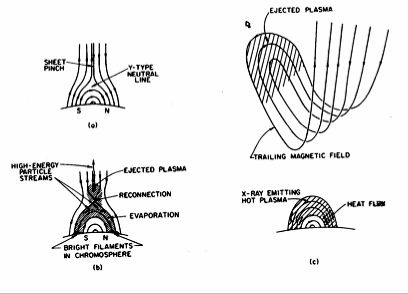 SHEET
PINCH
Y-TYPE
NEUTRAL
LINE
S N
(a)
HIGH-ENERGY
PARTICLE
STREAMS
EJECTED PLASMA
RECONNECTION
EVAPORATION
S N
BRIGHT FILAMENTS
IN CHROMOSPHERE
(b)
EJECTED PLASMA
TRAILING MAGNETIC FIELD
X-RAY EMITTING
HOT PLASMA
HEAT FLOW
(c)